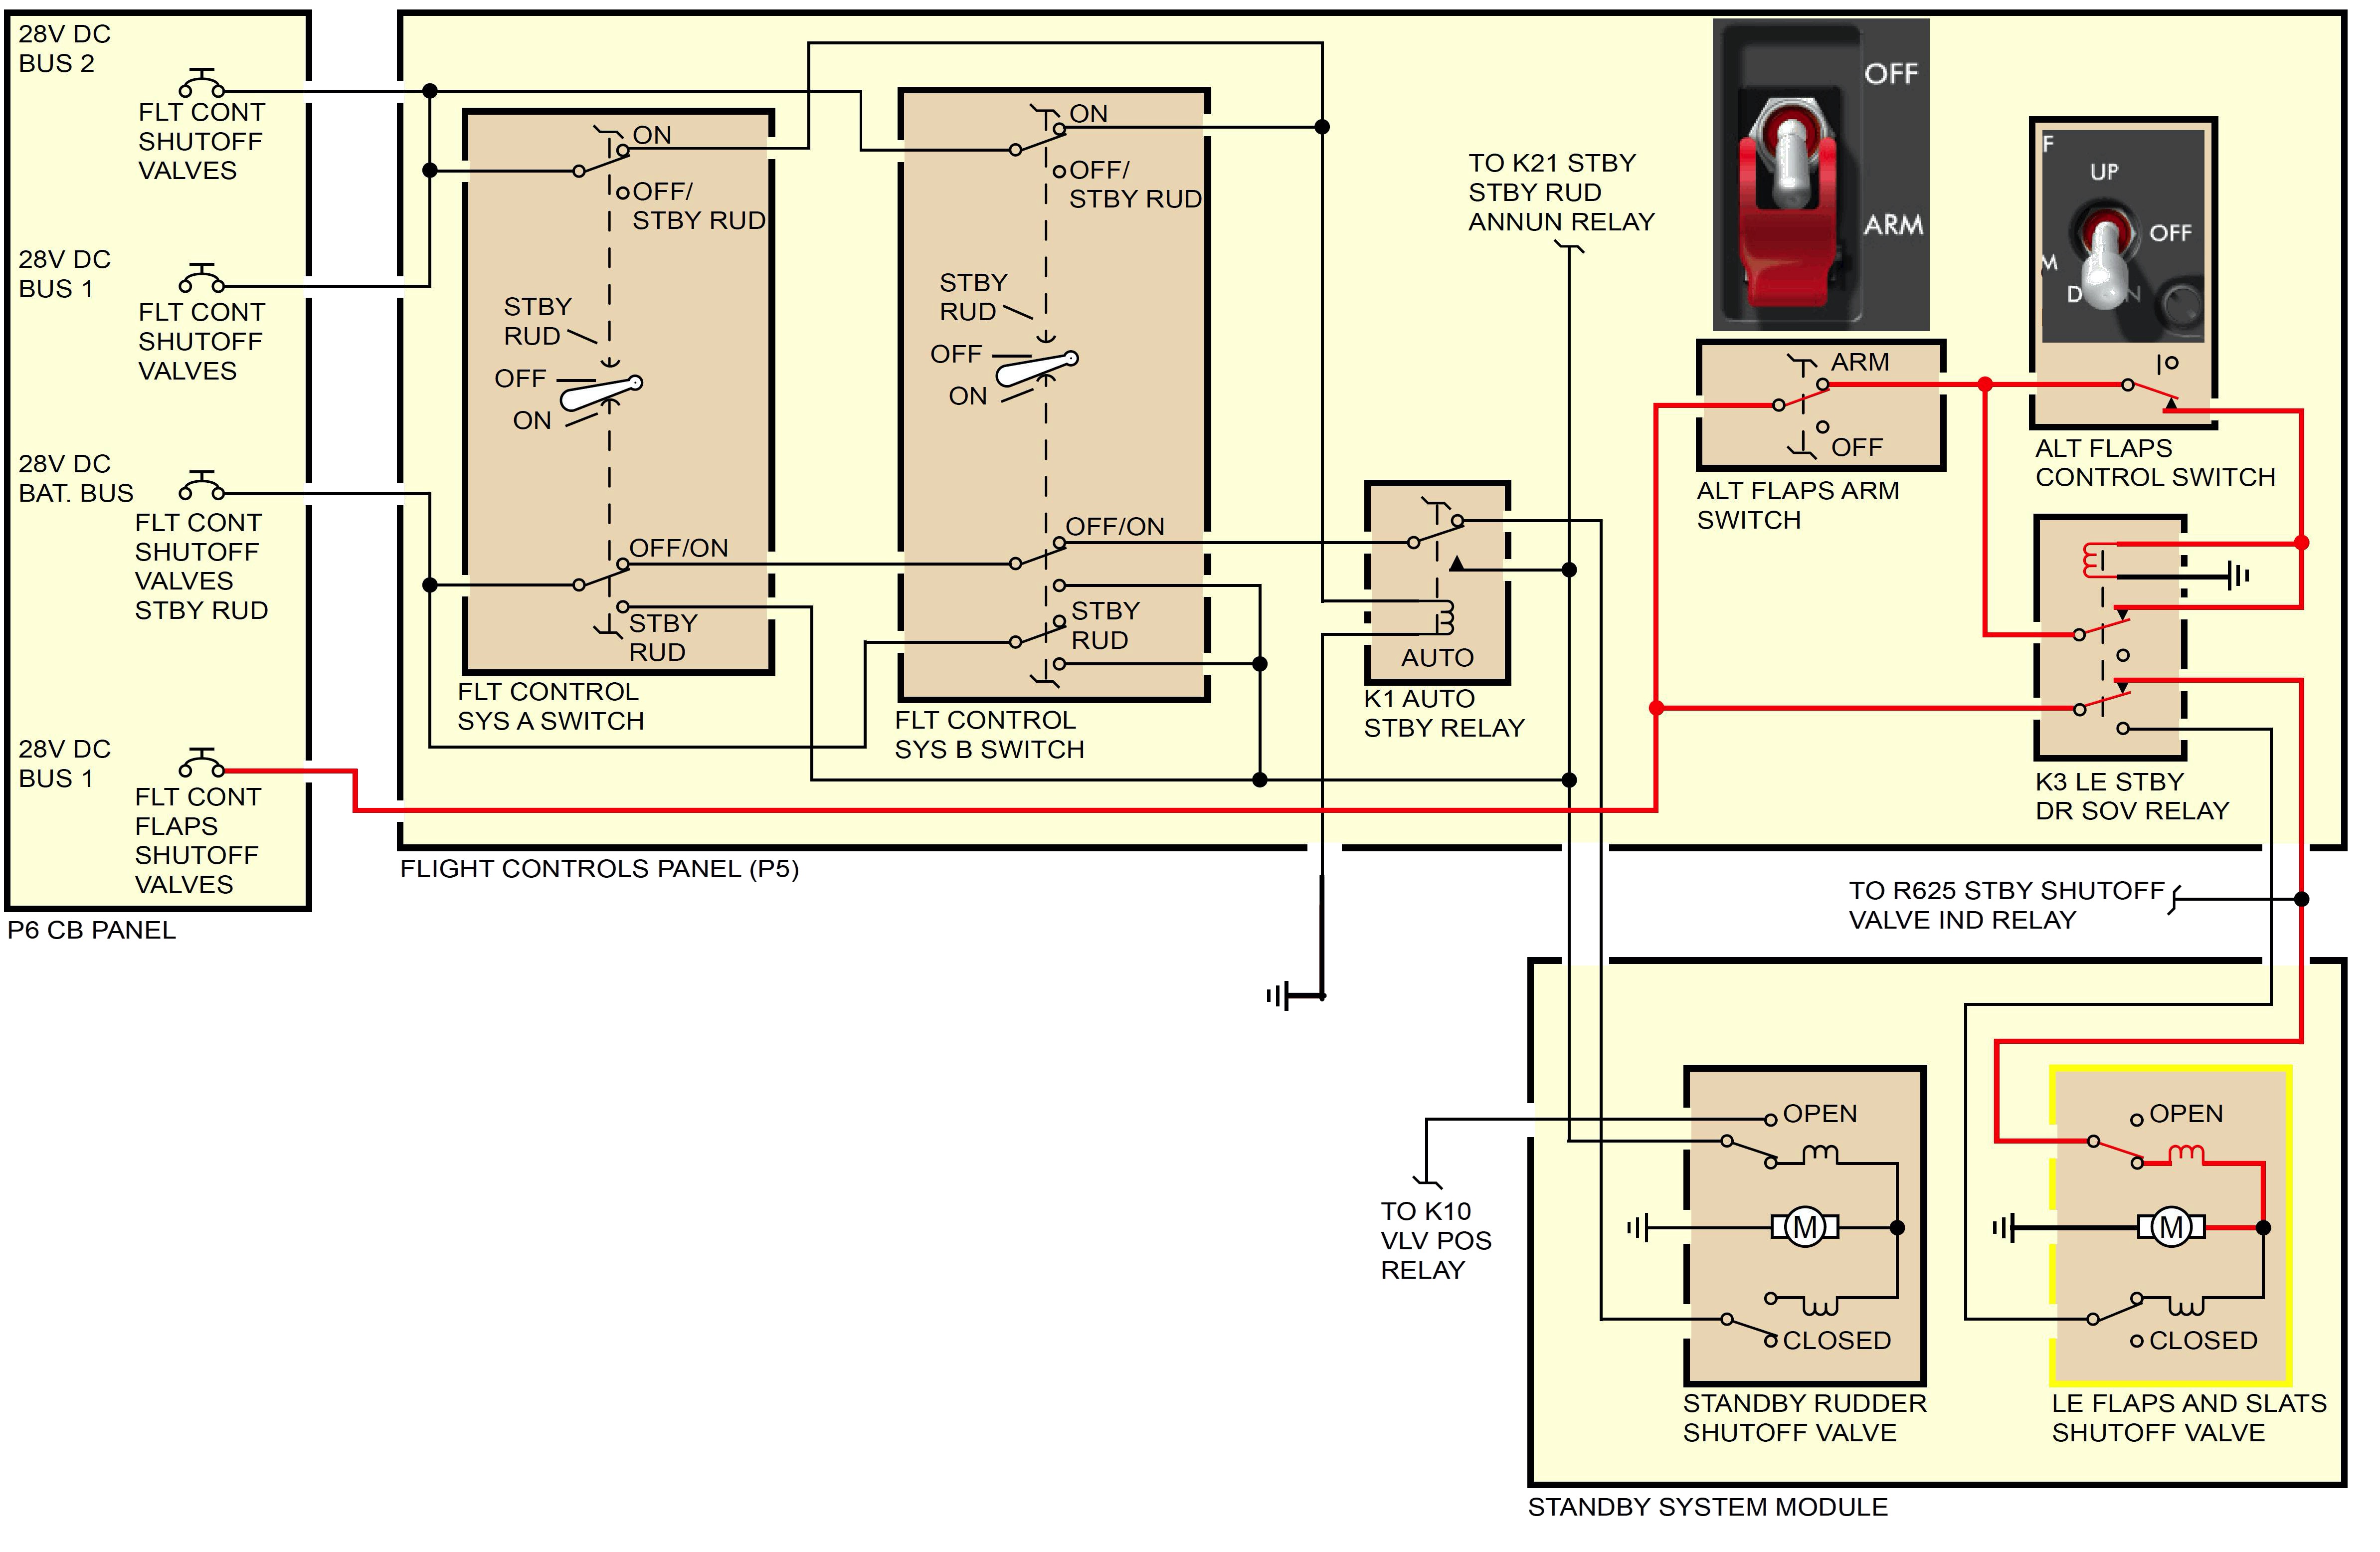 28V DC
BUS 2
FLT CONT
SHUTOFF
VALVES
28V DC
BUS 1
FLT CONT
SHUTOFF
VALVES
28V DC
BAT. BUS
FLT CONT
SHUTOFF
VALVES
STBY RUD
28V DC
BUS 1
FLT CONT
FLAPS
SHUTOFF
VALVES
P6 CB PANEL
ON
OFF/
STBY RUD
STBY
RUD
OFF
ON
OFF/ON
STBY
RUD
FLT CONTROL
SYS A SWITCH
ON
OFF/
STBY RUD
STBY
RUD
OFF
ON
OFF/ON
STBY
RUD
FLT CONTROL
SYS B SWITCH
FLIGHT CONTROLS PANEL (P5)
AUTO
K1 AUTO
STBY RELAY
TO K21 STBY
STBY RUD
ANNUN RELAY
OFF
ARM
ARM
OFF
ALT FLAPS ARM
SWITCH
F
UP
OFF
M
ALT FLAPS
CONTROL SWITCH
K3 LE STBY
DR SOV RELAY
TO R625 STBY SHUTOFF
VALVE IND RELAY
TO K10
VLV POS
RELAY
OPEN
M
CLOSED
STANDBY RUDDER
SHUTOFF VALVE
OPEN
M
CLOSED
LE FLAPS AND SLATS
SHUTOFF VALVE
STANDBY SYSTEM MODULE